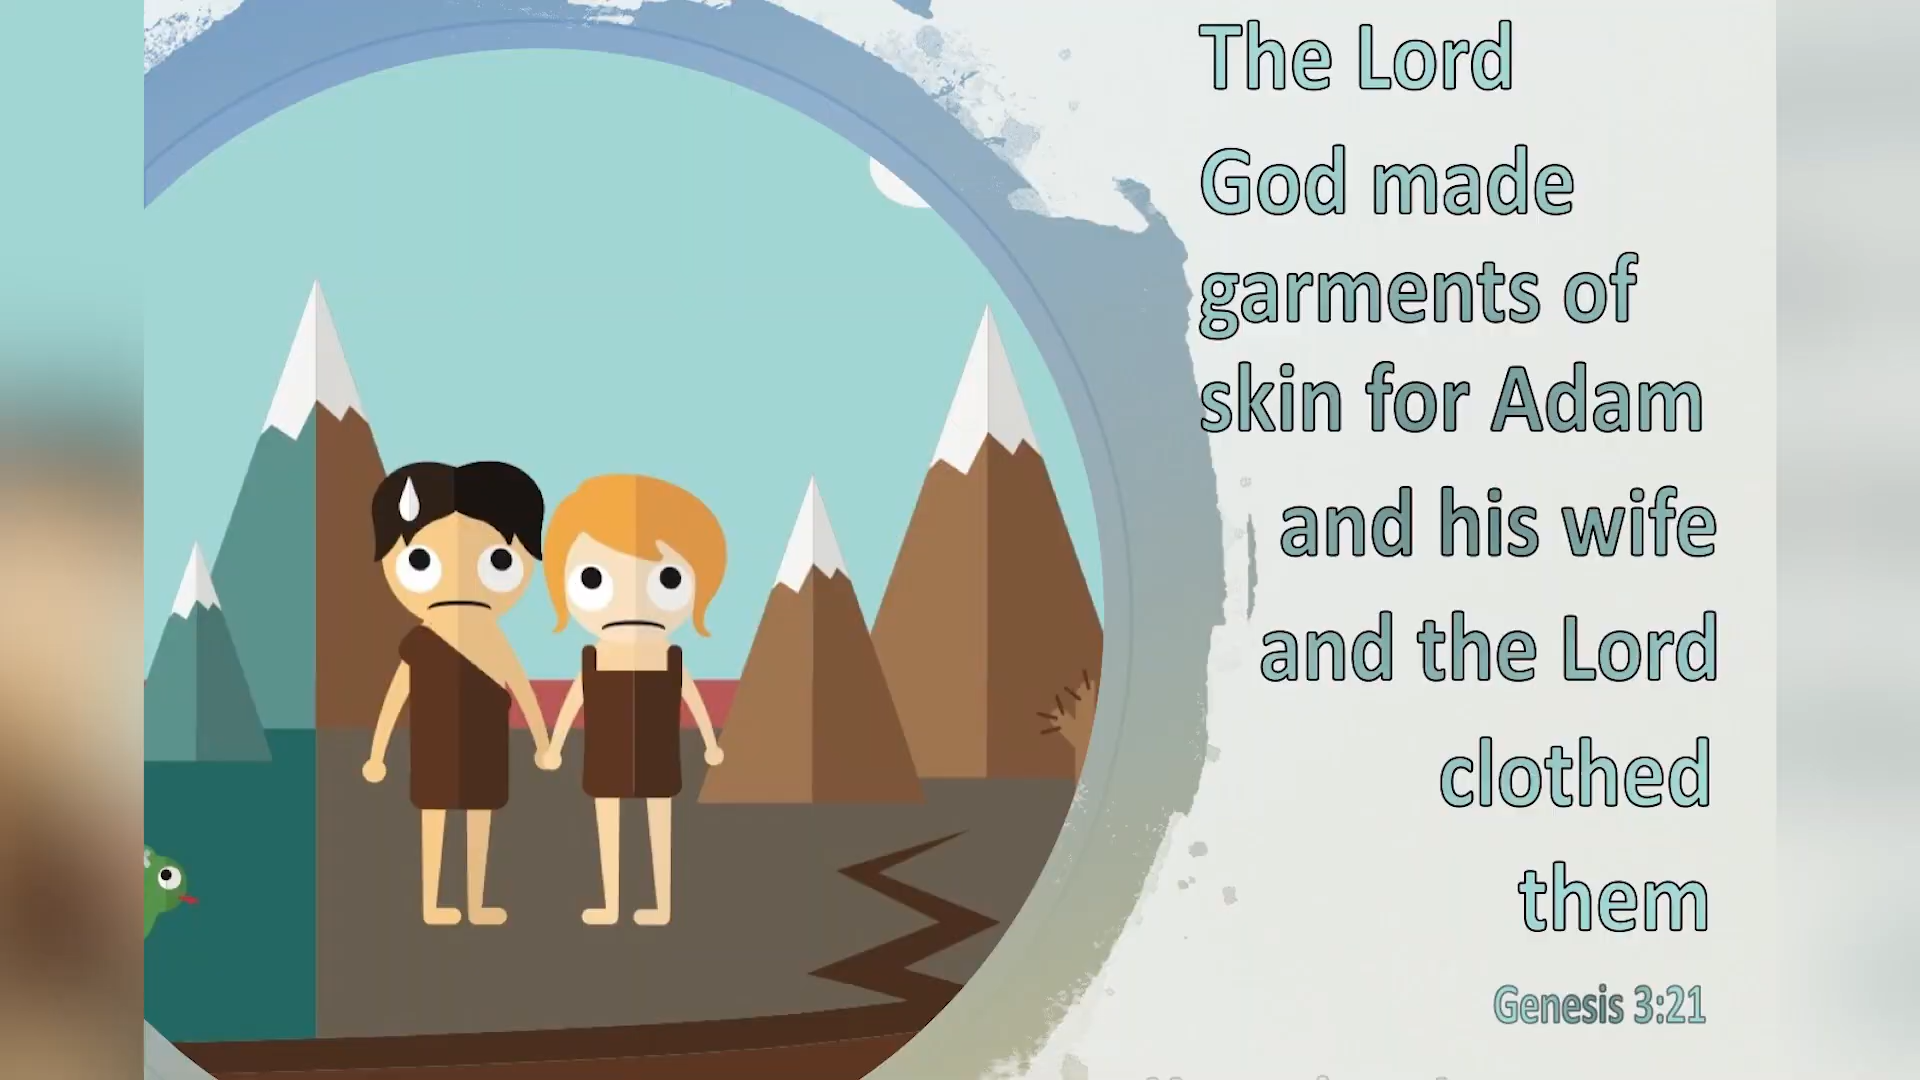 The Lord
God made
garments of
skin for Adam
and his wife
and the Lord
clothed
them
Genesis 3:21